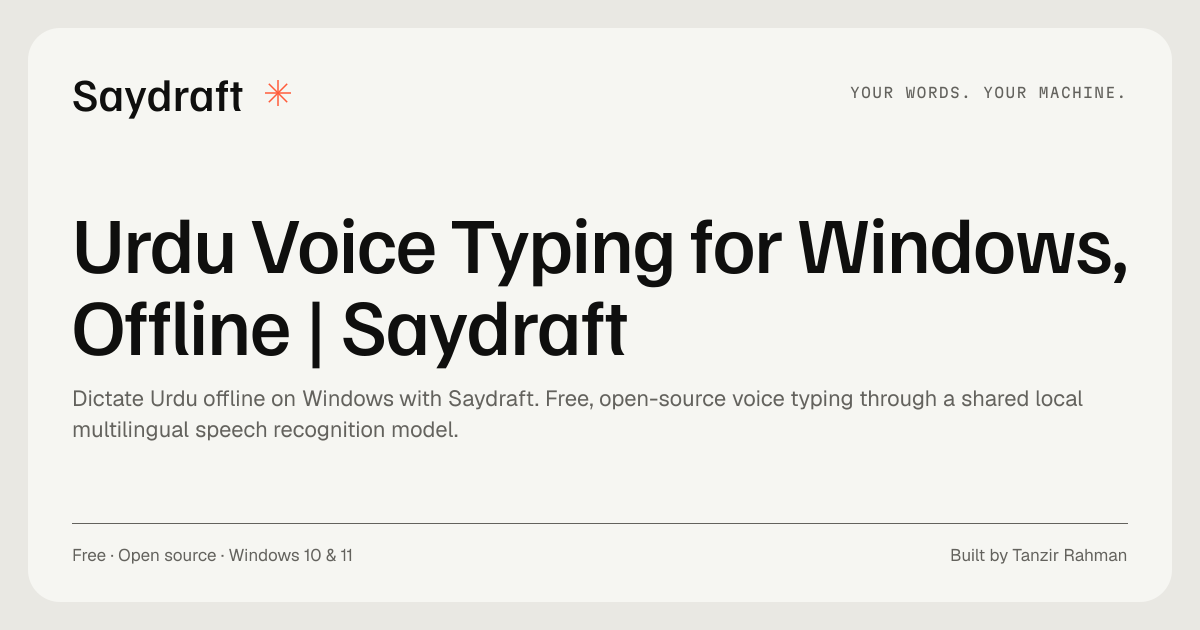 Saydraft
YOUR WORDS. YOUR MACHINE.
Urdu Voice Typing for Windows,
Offline | Saydraft
Dictate Urdu offline on Windows with Saydraft. Free, open-source voice typing through a shared local
multilingual speech recognition model.
Free · Open source · Windows 10 & 11
Built by Tanzir Rahman